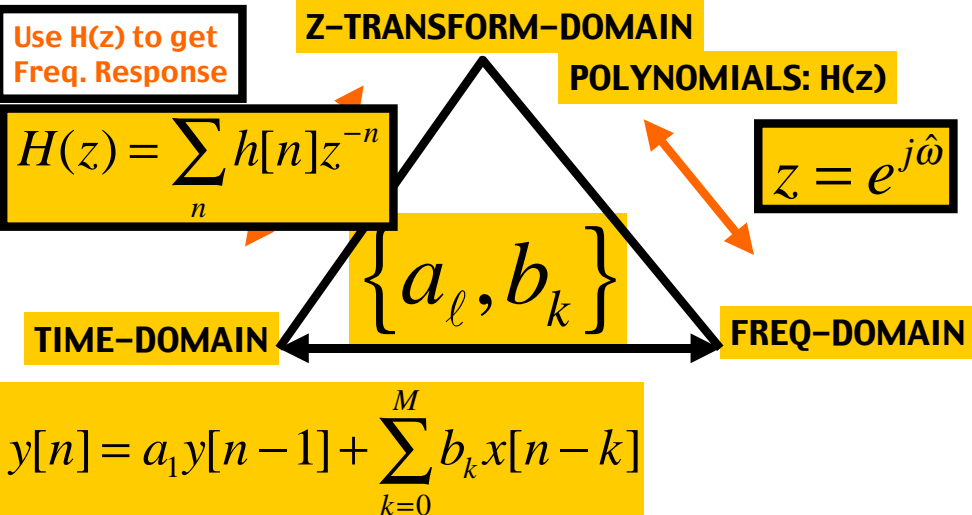 Use H(z) to get
Freq. Response
Z–TRANSFORM–DOMAIN
POLYNOMIALS: H(z)
H(z) = ∑_n h[n]z^{-n}
z = e^{jω̂}
{a_ℓ, b_k}
TIME–DOMAIN
FREQ–DOMAIN
y[n] = a_1 y[n − 1] + ∑_{k=0}^{M} b_k x[n − k]